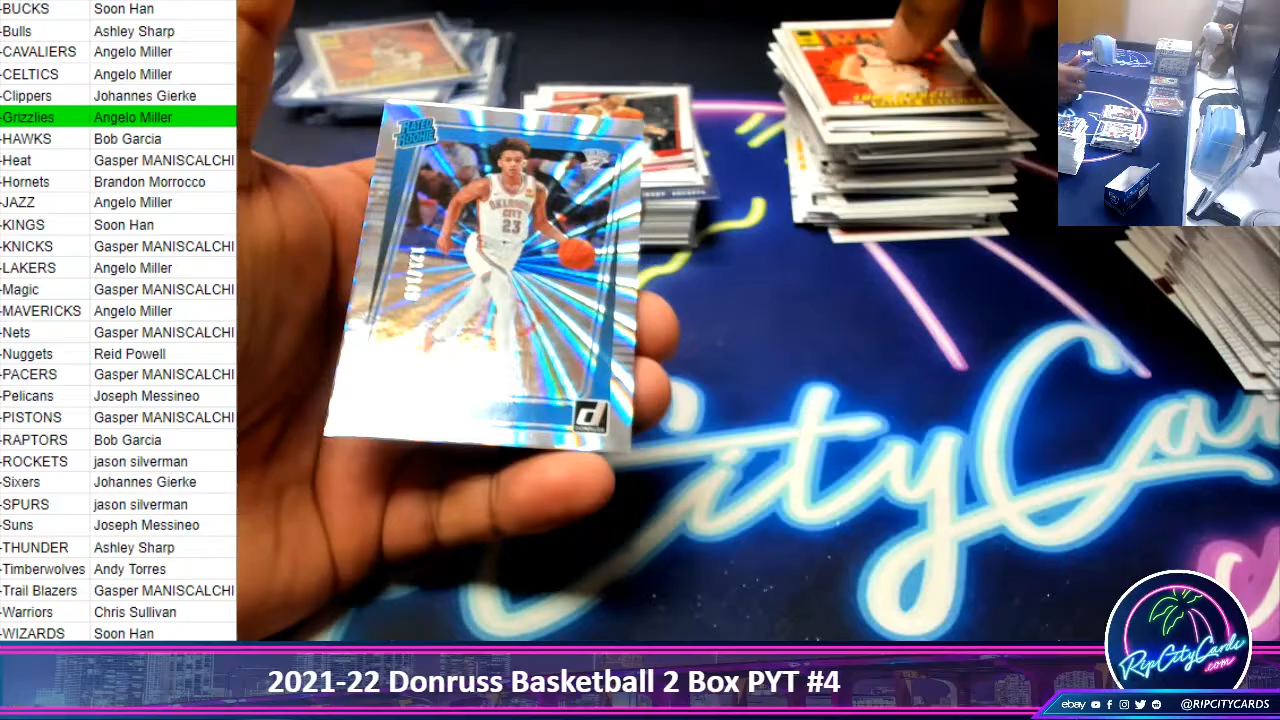 -BUCKS Soon Han
-Bulls Ashley Sharp
-CAVALIERS Angelo Miller
-CELTICS Angelo Miller
-Clippers Johannes Gierke
-Grizzlies Angelo Miller
-HAWKS Bob Garcia
-Heat Gasper MANISCALCHI
-Hornets Brandon Morrocco
-JAZZ Angelo Miller
-KINGS Soon Han
-KNICKS Gasper MANISCALCHI
-LAKERS Angelo Miller
-Magic Gasper MANISCALCHI
-MAVERICKS Angelo Miller
-Nets Gasper MANISCALCHI
-Nuggets Reid Powell
-PACERS Gasper MANISCALCHI
-Pelicans Joseph Messineo
-PISTONS Gasper MANISCALCHI
-RAPTORS Bob Garcia
-ROCKETS jason silverman
-Sixers Johannes Gierke
-SPURS jason silverman
-Suns Joseph Messineo
-THUNDER Ashley Sharp
-Timberwolves Andy Torres
-Trail Blazers Gasper MANISCALCHI
-Warriors Chris Sullivan
-WIZARDS Soon Han
RATED
ROOKIE
OKLAHOMA
CITY
23
d
DONRUSS
CityCar
RipCityCards
.com
2021-22 Donruss Basketball 2 Box PYT #4
ebay @RIPCITYCARDS